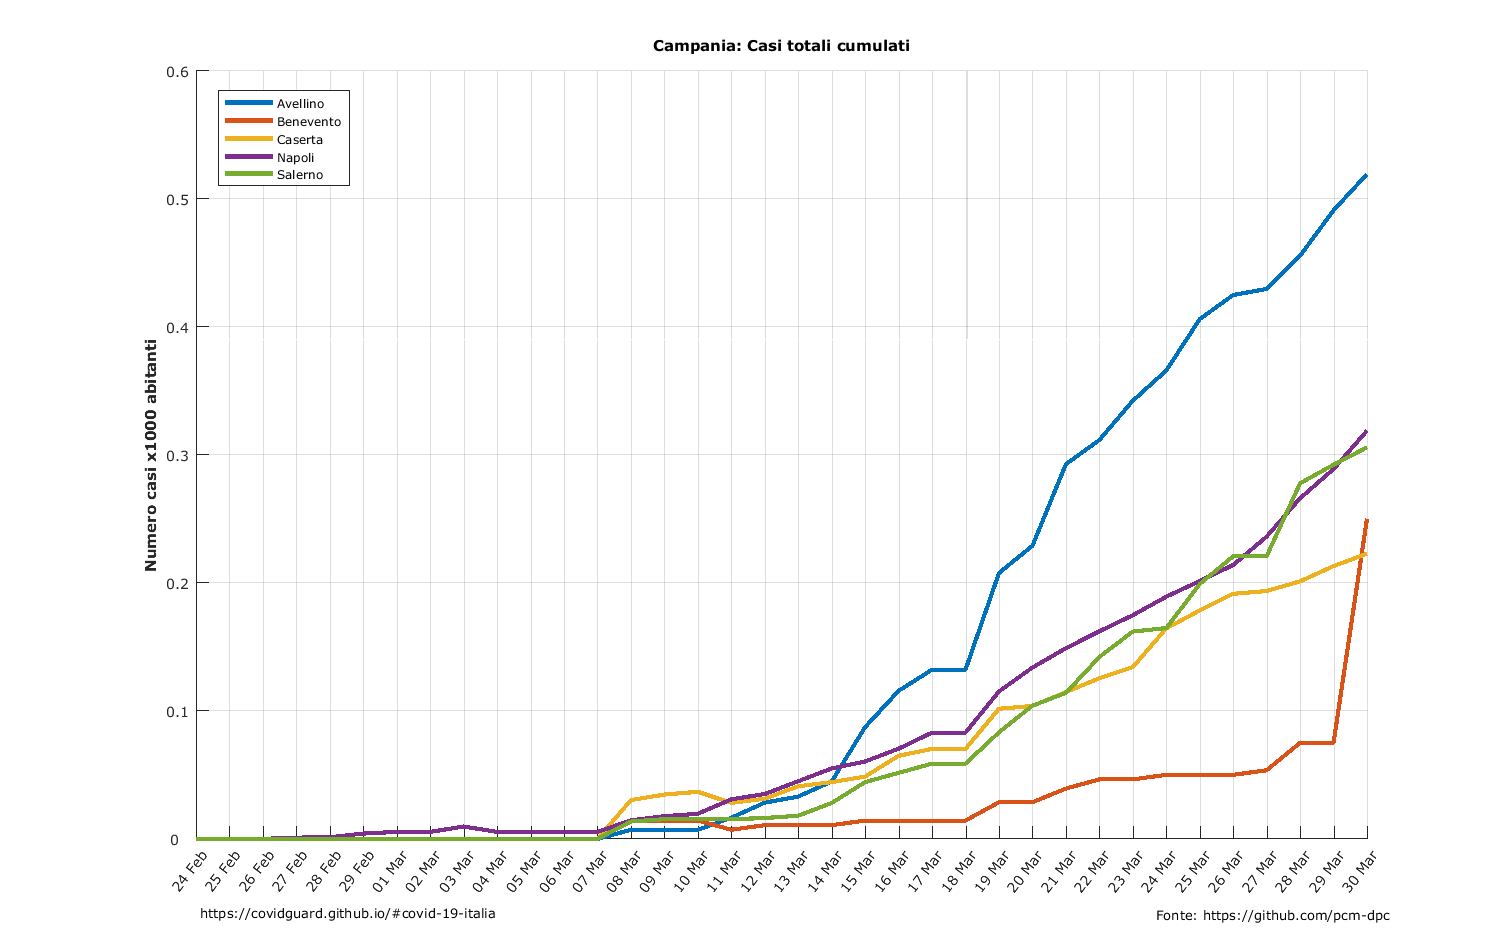 Campania: Casi totali cumulati
Avellino
Benevento
Caserta
Napoli
Salerno
Numero casi x1000 abitanti
0.6
0.5
0.4
0.3
0.2
0.1
0
24 Feb
25 Feb
26 Feb
27 Feb
28 Feb
29 Feb
01 Mar
02 Mar
03 Mar
04 Mar
05 Mar
06 Mar
07 Mar
08 Mar
09 Mar
10 Mar
11 Mar
12 Mar
13 Mar
14 Mar
15 Mar
16 Mar
17 Mar
18 Mar
19 Mar
20 Mar
21 Mar
22 Mar
23 Mar
24 Mar
25 Mar
26 Mar
27 Mar
28 Mar
29 Mar
30 Mar
https://covidguard.github.io/#covid-19-italia
Fonte: https://github.com/pcm-dpc